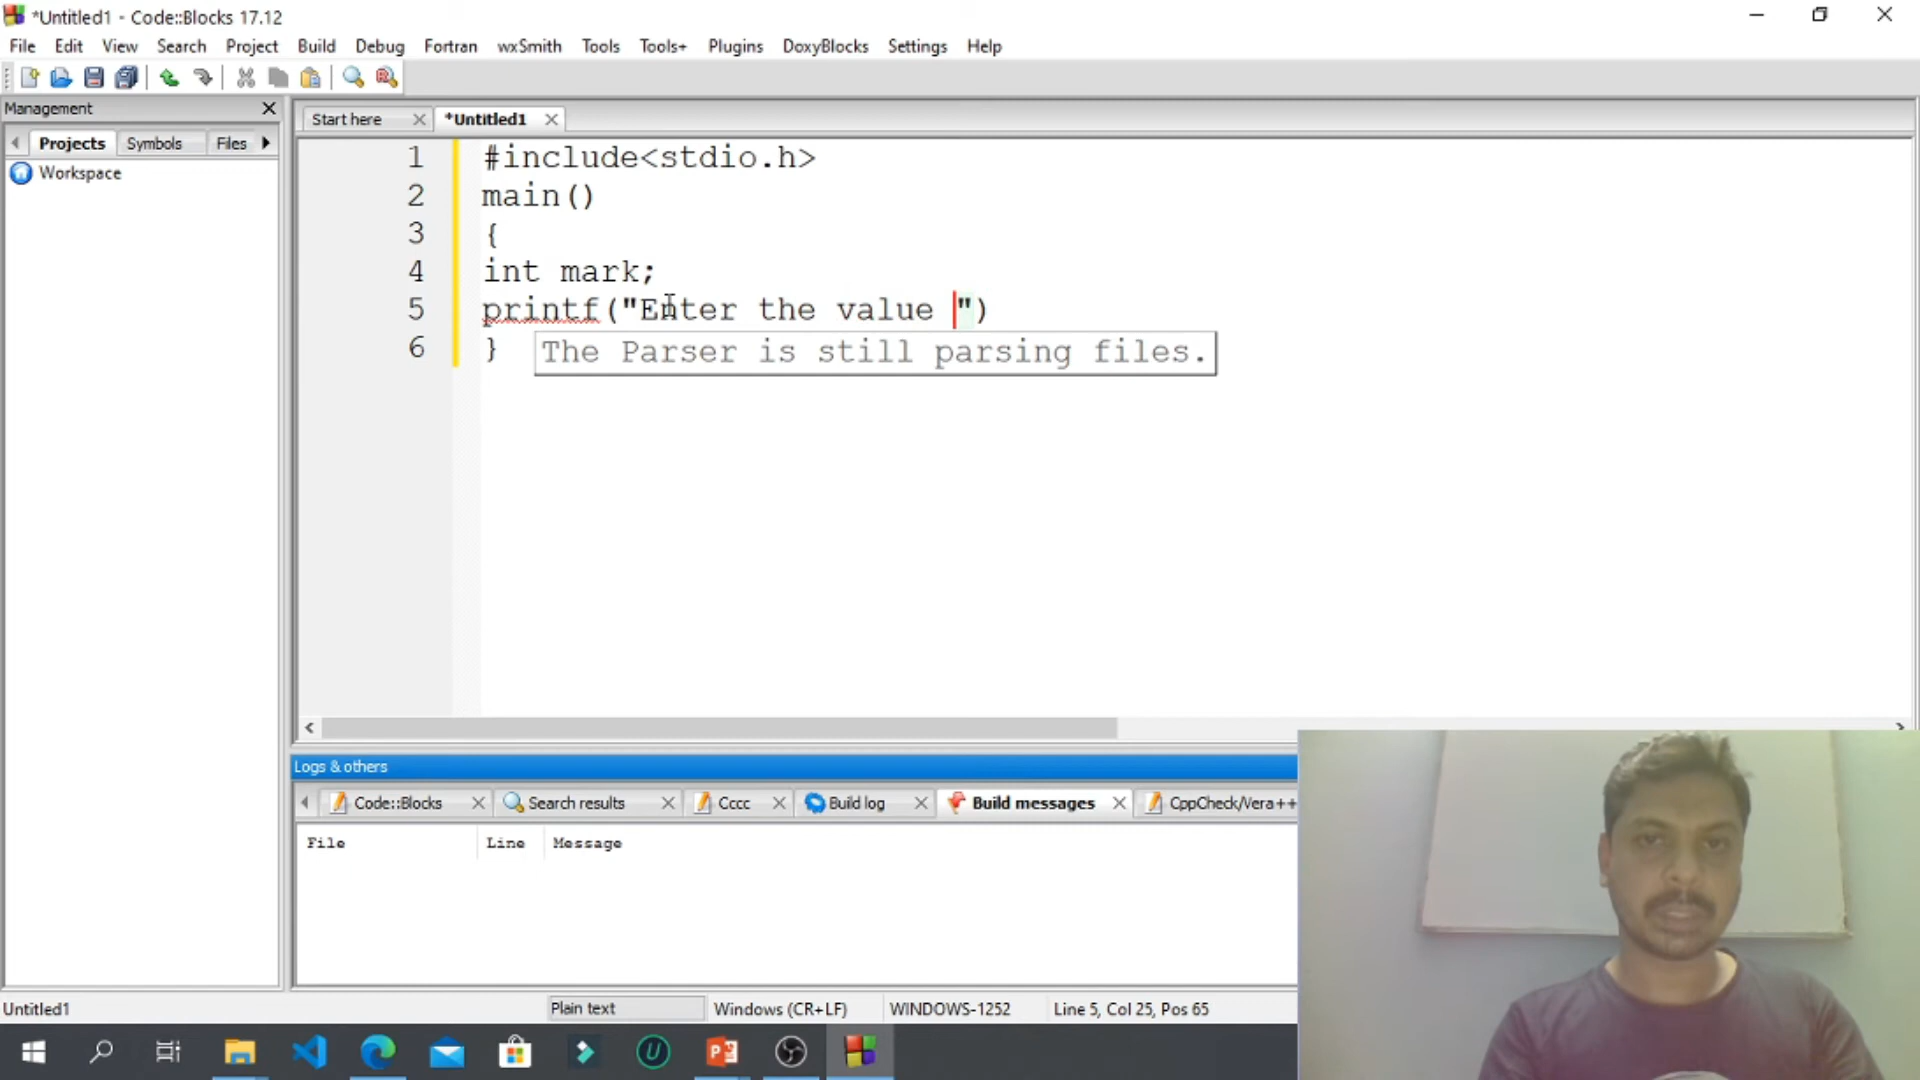 *Untitled1 - Code::Blocks 17.12
File Edit View Search Project Build Debug Fortran wxSmith Tools Tools+ Plugins DoxyBlocks Settings Help
Management
Start here *Untitled1
Projects Symbols Files
Workspace
1 #include<stdio.h>
2 main()
3 {
4 int mark;
5 printf("Enter the value ")
6 }
The Parser is still parsing files.
Logs & others
Code::Blocks Search results Cccc Build log Build messages CppCheck/Vera++
File Line Message
Untitled1 Plain text Windows (CR+LF) WINDOWS-1252 Line 5, Col 25, Pos 65